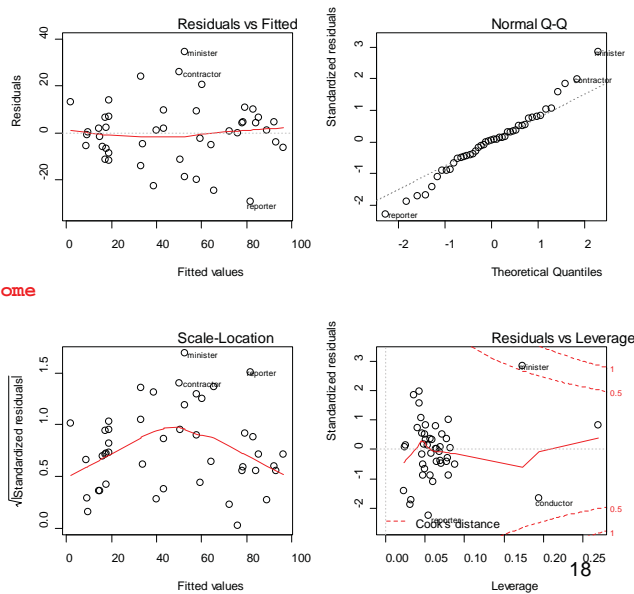 Residuals vs Fitted
Residuals
-20 0 20 40
minister
contractor
reporter
0 20 40 60 80 100
Fitted values
Normal Q-Q
Standardized residuals
-2 -1 0 1 2 3
minister
contractor
reporter
-2 -1 0 1 2
Theoretical Quantiles
ome
Scale-Location
√|Standardized residuals|
0.0 0.5 1.0 1.5
minister
contractor
reporter
0 20 40 60 80 100
Fitted values
Residuals vs Leverage
Standardized residuals
-2 -1 0 1 2 3
minister
1
0.5
conductor
reporter
Cook's distance
0.5
1
0.00 0.05 0.10 0.15 0.20
Leverage
18